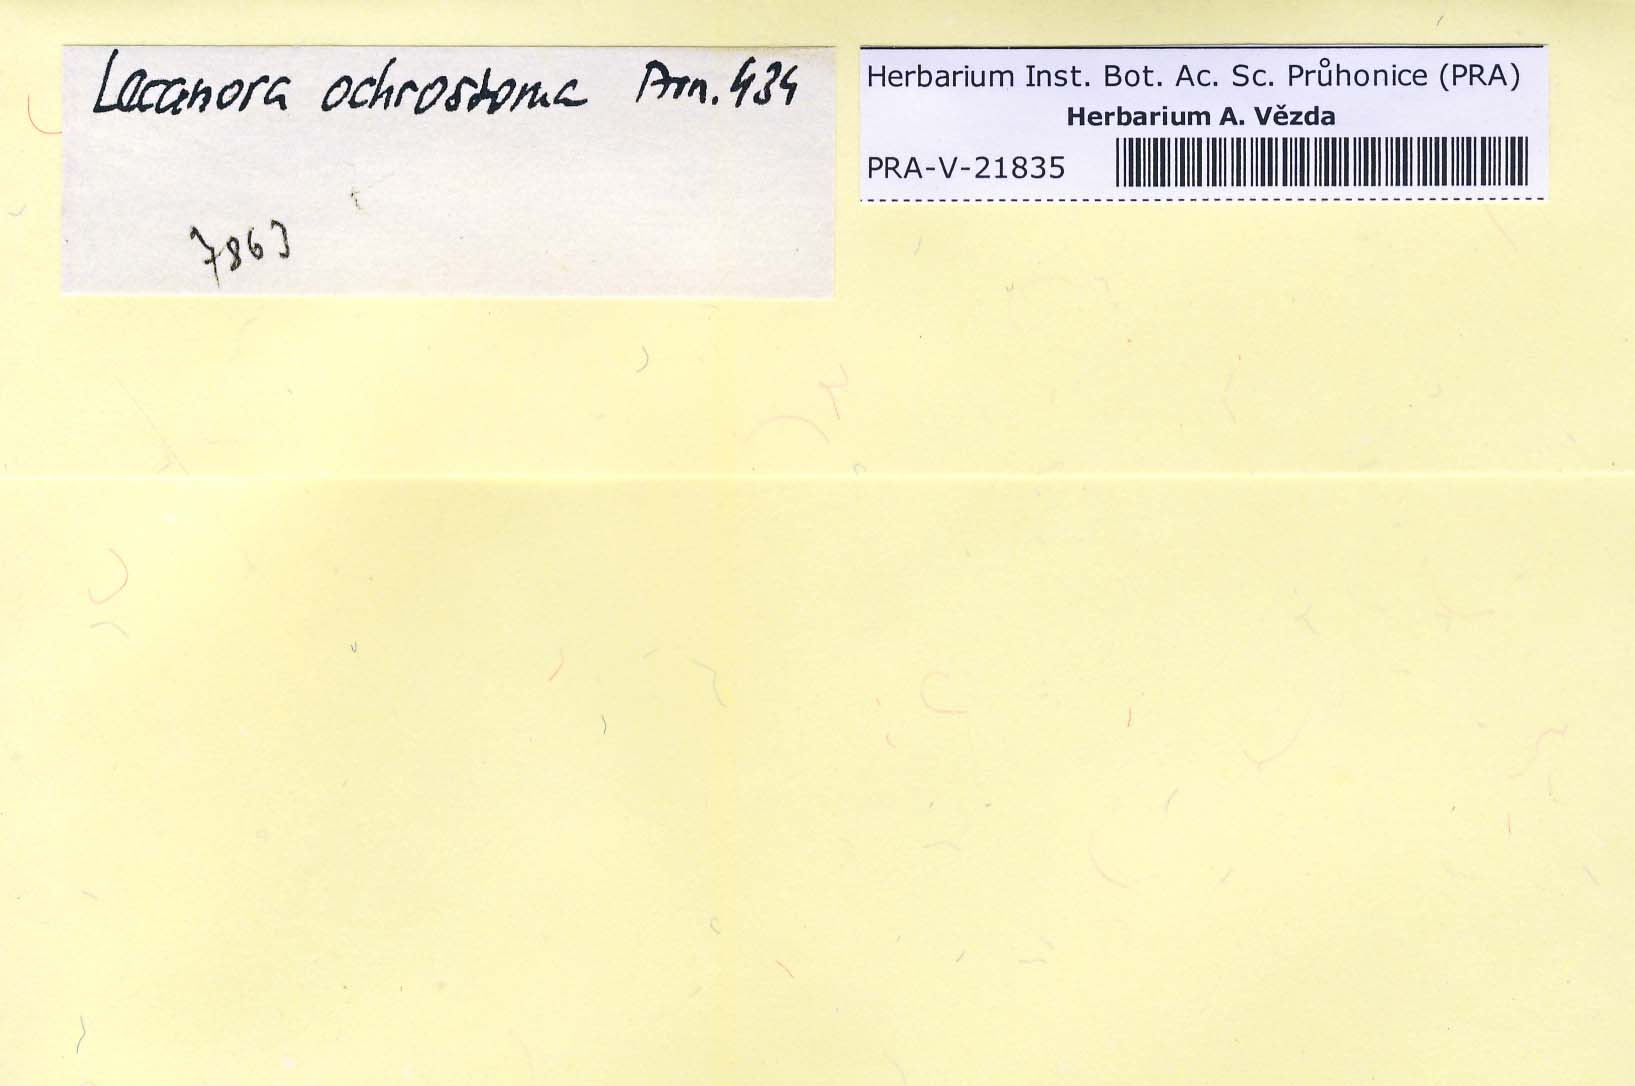 Lecanora ochrostoma Arn. 434
7863
Herbarium Inst. Bot. Ac. Sc. Průhonice (PRA)
Herbarium A. Vězda
PRA-V-21835